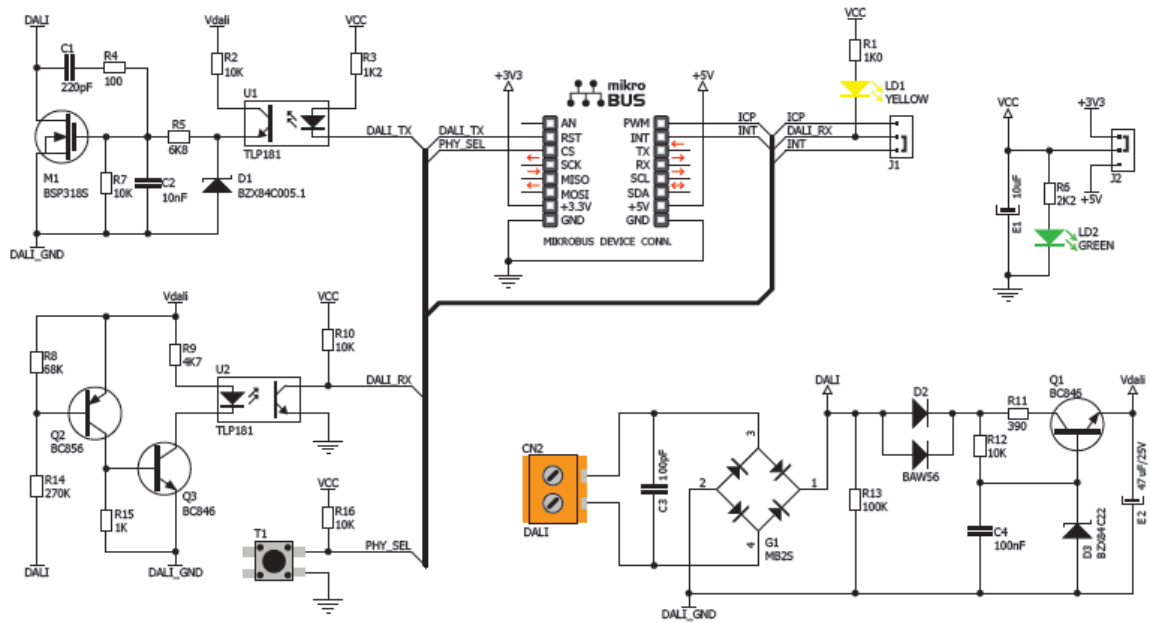 DALI
C1
220pF
R4
100
Vdali
R2
10K
VCC
R3
1K2
U1
TLP181
M1
BSP318S
R7
10K
C2
10nF
R5
6K8
D1
BZX84C005.1
DALI_GND
DALI_TX
DALI_TX
PHY_SEL
+3V3
mikro
BUS
+5V
AN
RST
CS
SCK
MISO
MOSI
+3.3V
GND
PWM
INT
TX
RX
SCL
SDA
+5V
GND
MIKROBUS DEVICE CONN.
ICP
INT
ICP
DALI_RX
INT
J1
VCC
R1
1K0
LD1
YELLOW
VCC
+3V3
J2
+5V
10uF
E1
R6
2K2
LD2
GREEN
Vdali
R8
68K
R9
4K7
U2
TLP181
VCC
R10
10K
DALI_RX
Q2
BC856
Q3
BC846
R14
270K
R15
1K
DALI
DALI_GND
VCC
R16
10K
T1
PHY_SEL
CN2
DALI
C3 100pF
3
2
1
4
G1
MB2S
DALI_GND
DALI
R13
100K
D2
BAW56
R11
390
R12
10K
C4
100nF
Q1
BC846
D3
BZX84C22
Vdali
47uF/25V
E2